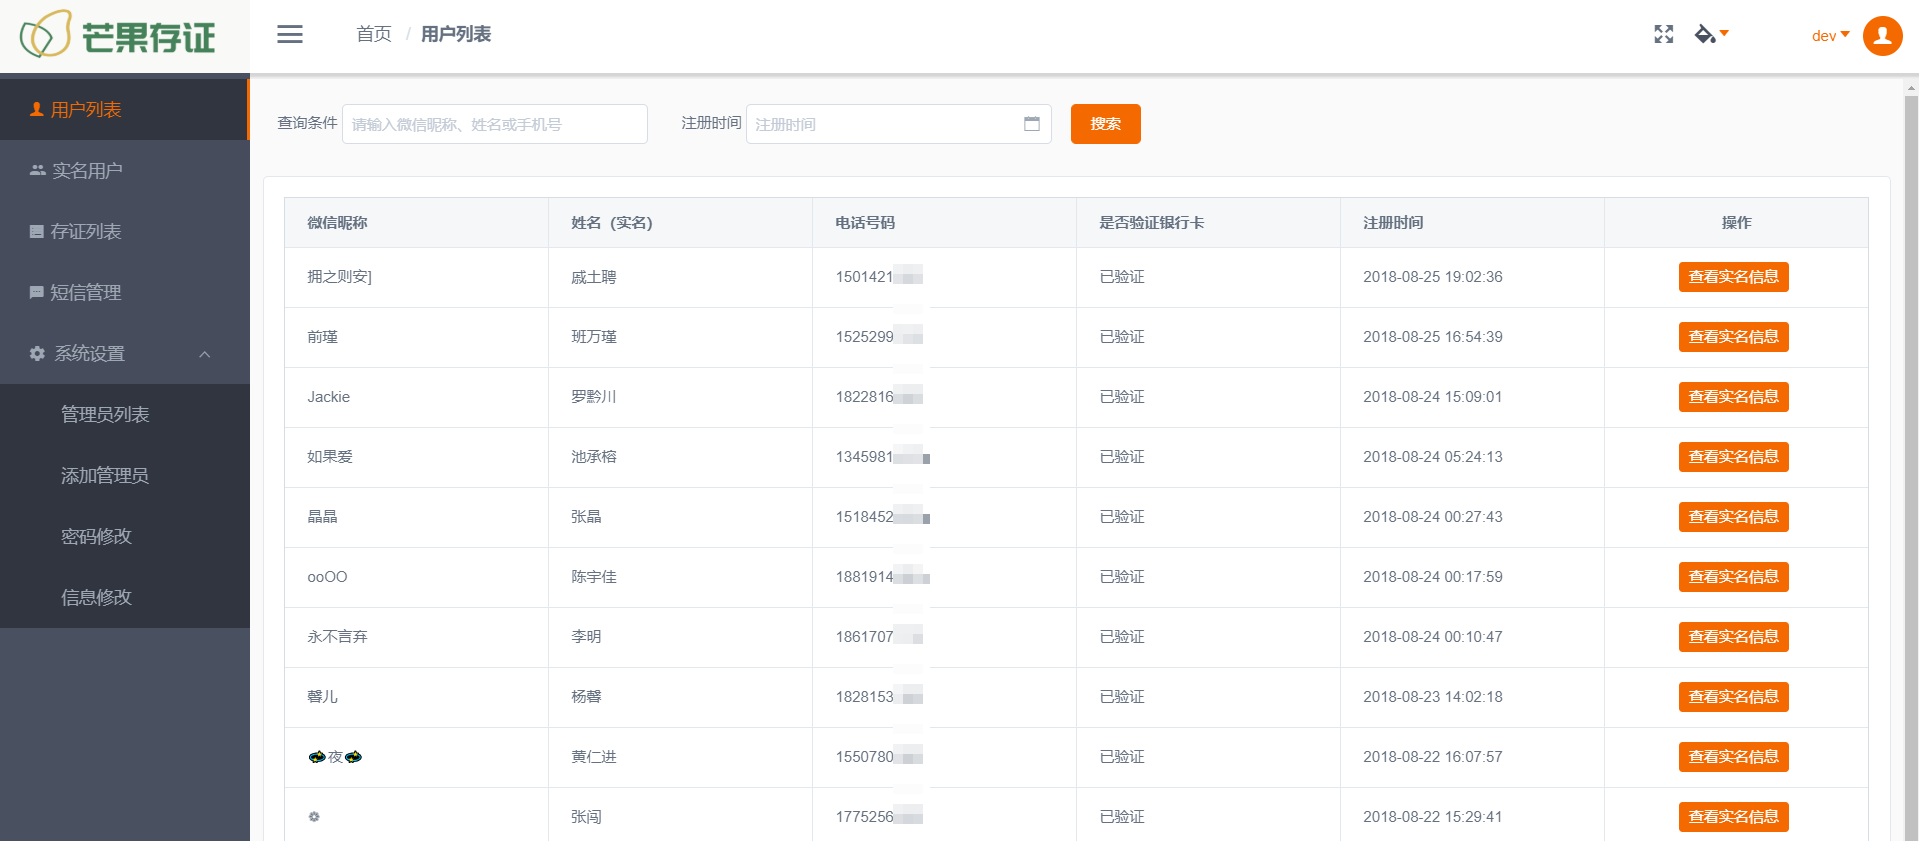 芒果存证
首页 / 用户列表
dev
用户列表
实名用户
存证列表
短信管理
系统设置
管理员列表
添加管理员
密码修改
信息修改
查询条件 请输入微信昵称、姓名或手机号 注册时间 注册时间 搜索
微信昵称 姓名（实名） 电话号码 是否验证银行卡 注册时间 操作
拥之则安] 戚土聘 1501421 已验证 2018-08-25 19:02:36 查看实名信息
前瑾 班万瑾 1525299 已验证 2018-08-25 16:54:39 查看实名信息
Jackie 罗黔川 1822816 已验证 2018-08-24 15:09:01 查看实名信息
如果爱 池承榕 1345981 已验证 2018-08-24 05:24:13 查看实名信息
晶晶 张晶 1518452 已验证 2018-08-24 00:27:43 查看实名信息
ooOO 陈宇佳 1881914 已验证 2018-08-24 00:17:59 查看实名信息
永不言弃 李明 1861707 已验证 2018-08-24 00:10:47 查看实名信息
馨儿 杨馨 1828153 已验证 2018-08-23 14:02:18 查看实名信息
夜 黄仁进 1550780 已验证 2018-08-22 16:07:57 查看实名信息
张闯 1775256 已验证 2018-08-22 15:29:41 查看实名信息